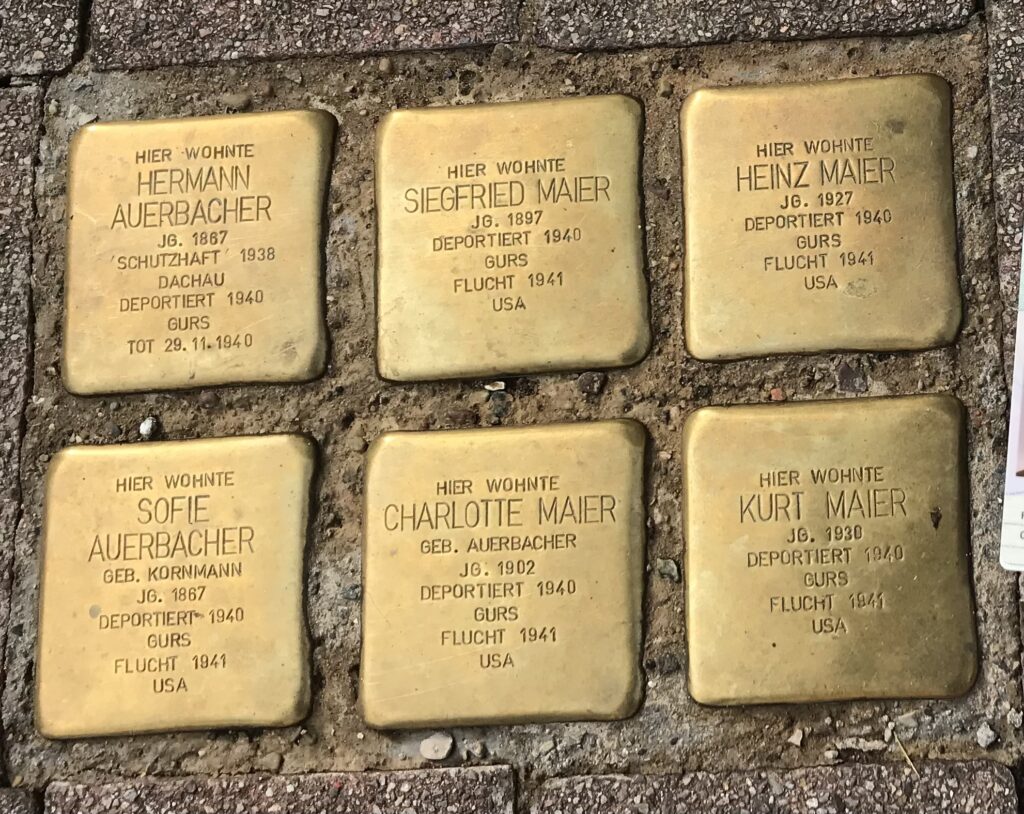 HIER WOHNTE
HERMANN
AUERBACHER
JG. 1867
'SCHUTZHAFT' 1938
DACHAU
DEPORTIERT 1940
GURS
TOT 29.11.1940
HIER WOHNTE
SIEGFRIED MAIER
JG. 1897
DEPORTIERT 1940
GURS
FLUCHT 1941
USA
HIER WOHNTE
HEINZ MAIER
JG. 1927
DEPORTIERT 1940
GURS
FLUCHT 1941
USA
HIER WOHNTE
SOFIE
AUERBACHER
GEB. KORNMANN
JG. 1867
DEPORTIERT 1940
GURS
FLUCHT 1941
USA
HIER WOHNTE
CHARLOTTE MAIER
GEB. AUERBACHER
JG. 1902
DEPORTIERT 1940
GURS
FLUCHT 1941
USA
HIER WOHNTE
KURT MAIER
JG. 1930
DEPORTIERT 1940
GURS
FLUCHT 1941
USA